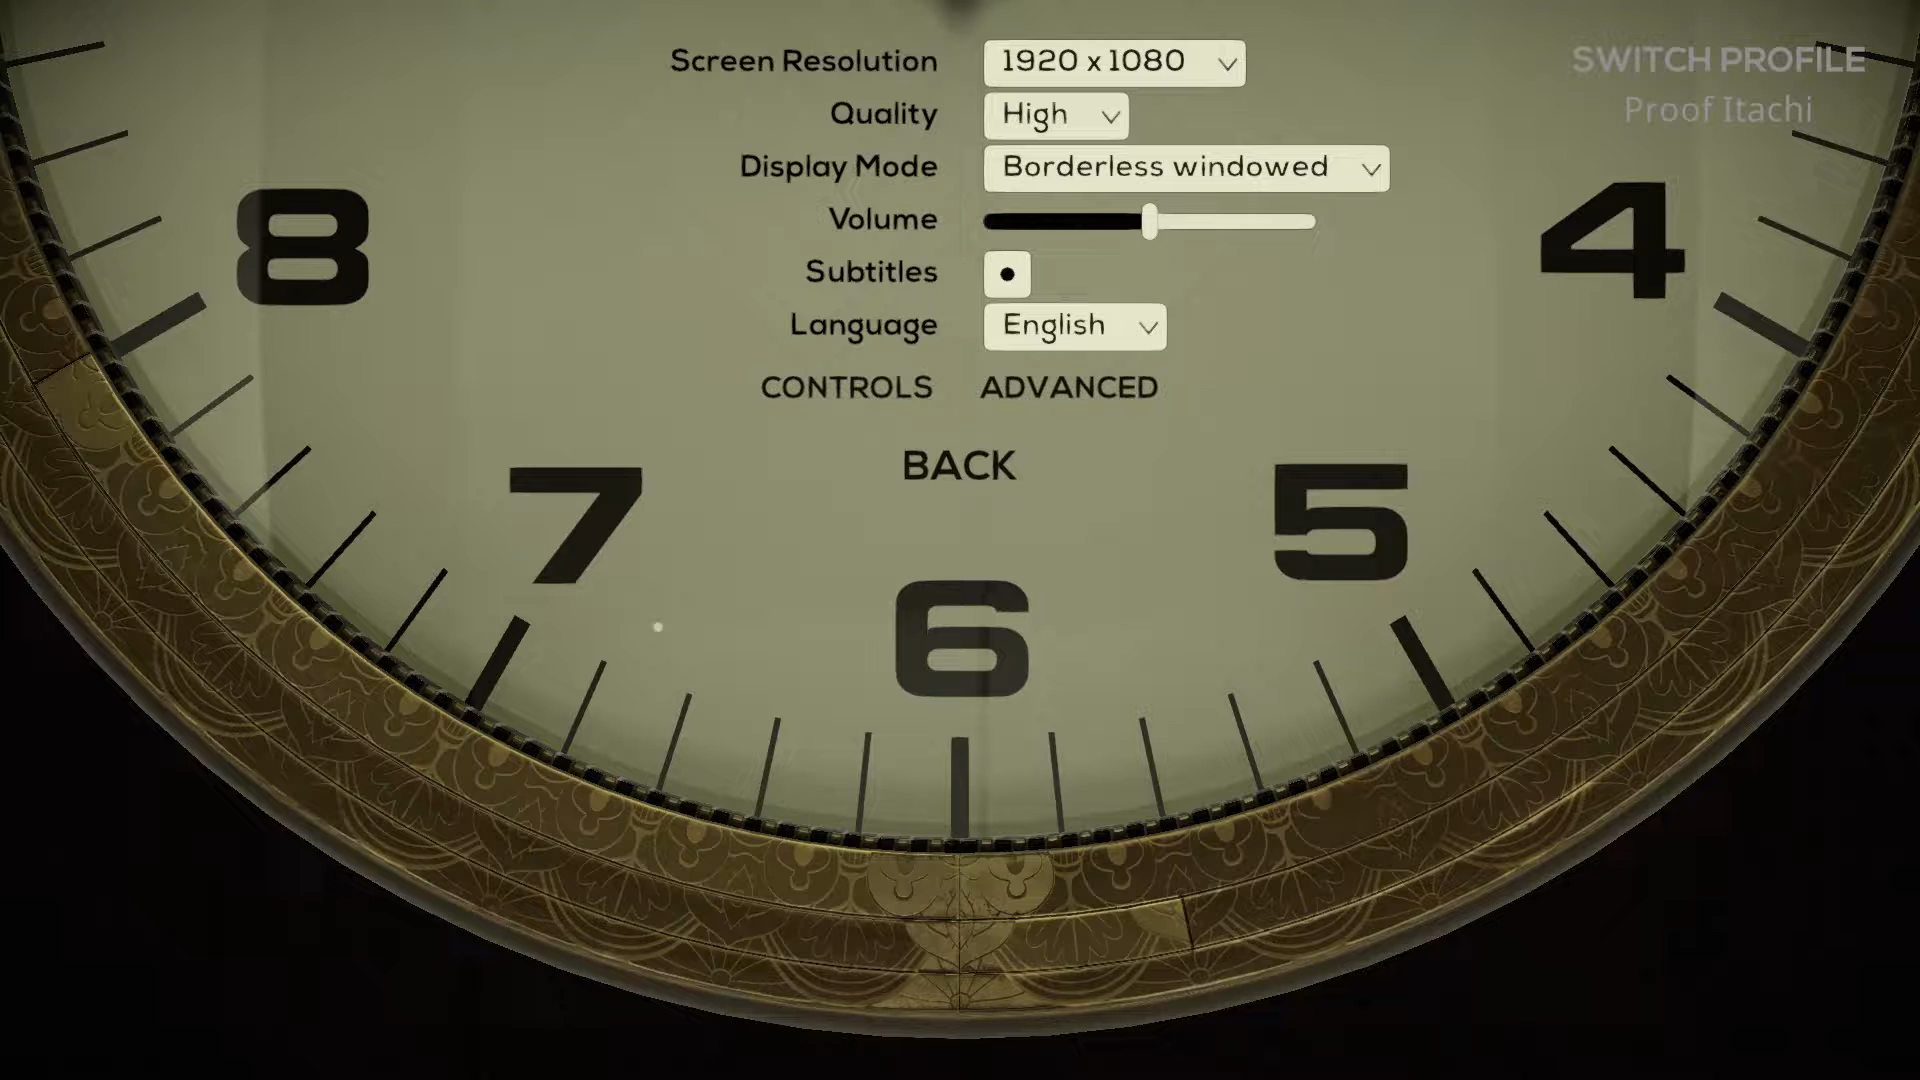 Screen Resolution 1920 x 1080
Quality High
Display Mode Borderless windowed
Volume
Subtitles
Language English
CONTROLS ADVANCED
BACK
SWITCH PROFILE
Proof Itachi
8
7
6
5
4